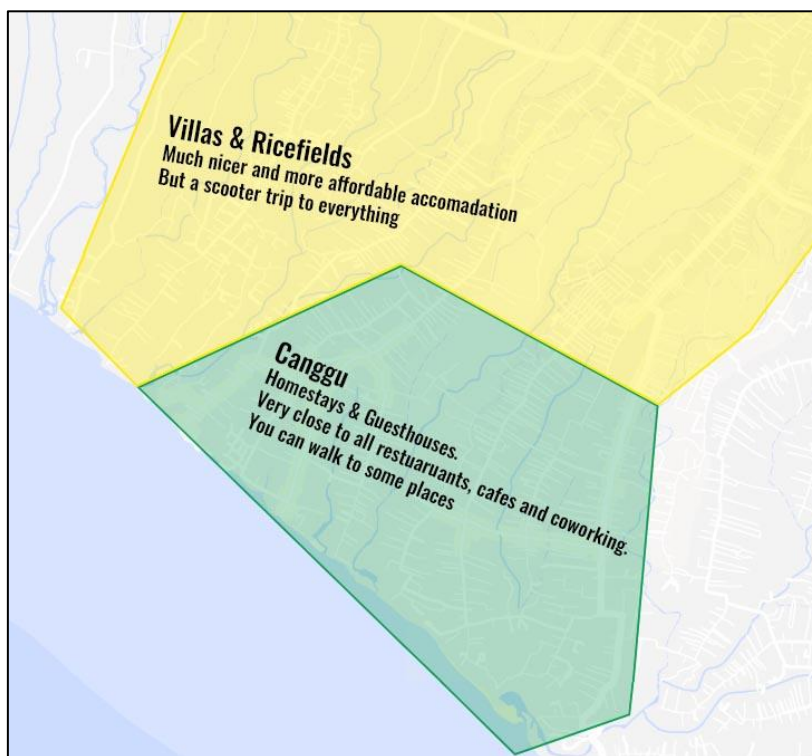 Villas & Ricefields
Much nicer and more affordable accomadation
But a scooter trip to everything
Canggu
Homestays & Guesthouses.
Very close to all restuaruants, cafes and coworking.
You can walk to some places